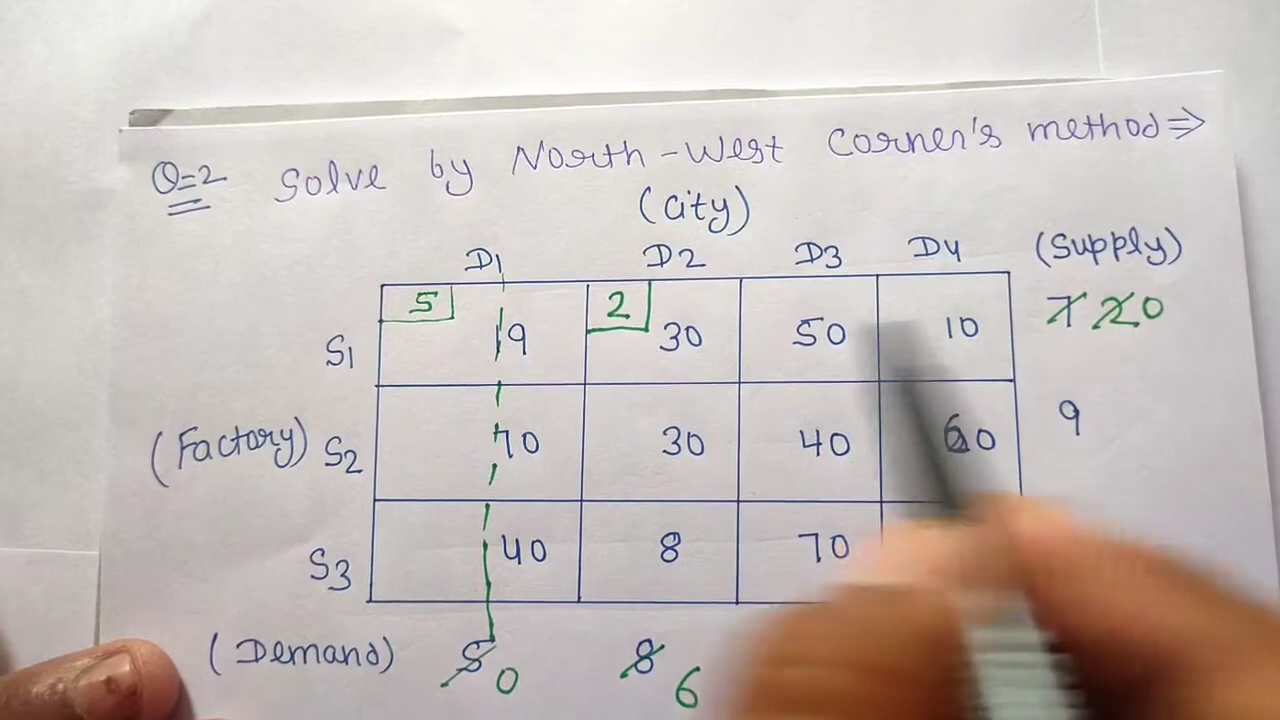 Q=2 Solve by North-West Corner's method⇒
(City)
D1 D2 D3 D4 (Supply)
5 2
S1 19 30 50 10 7 2 0
(Factory) S2 70 30 40 60 9
S3 40 8 70
(Demand) 5 0 8 6